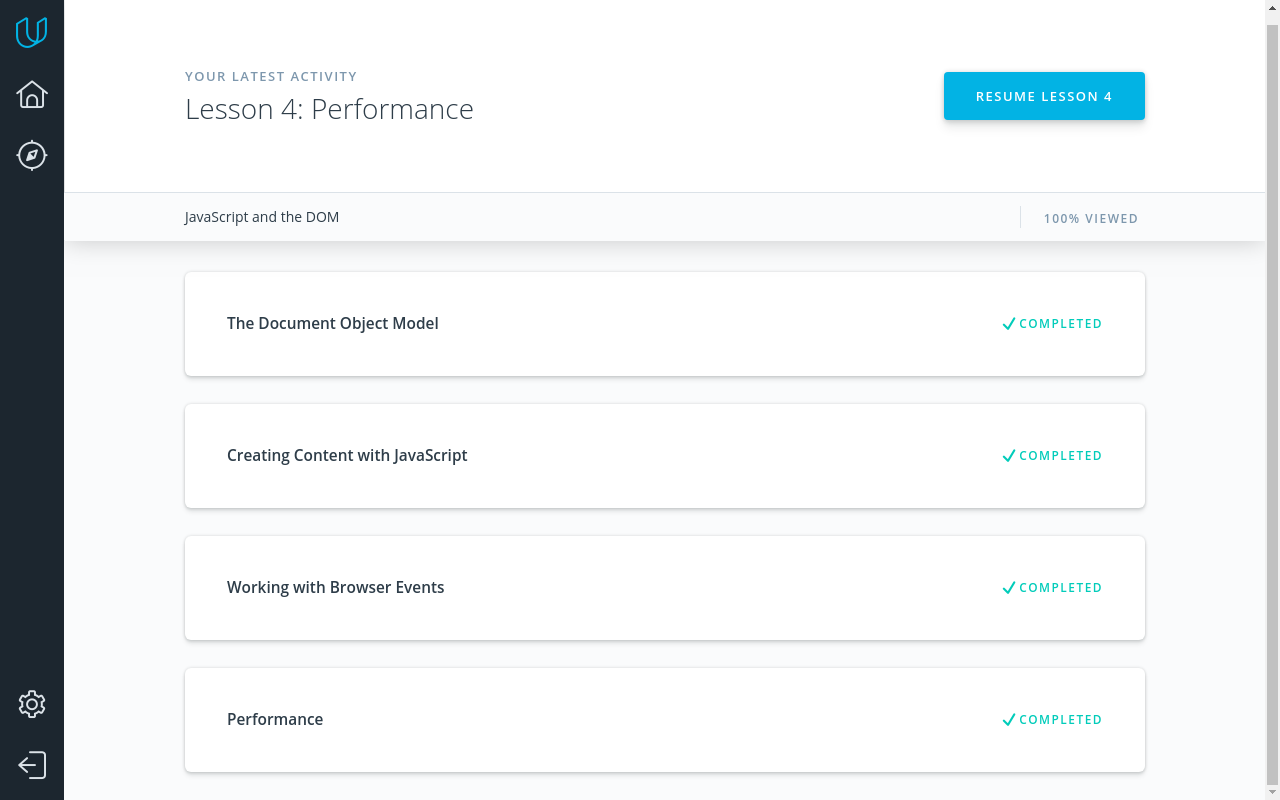 YOUR LATEST ACTIVITY
Lesson 4: Performance
RESUME LESSON 4
JavaScript and the DOM
100% VIEWED
The Document Object Model
COMPLETED
Creating Content with JavaScript
COMPLETED
Working with Browser Events
COMPLETED
Performance
COMPLETED